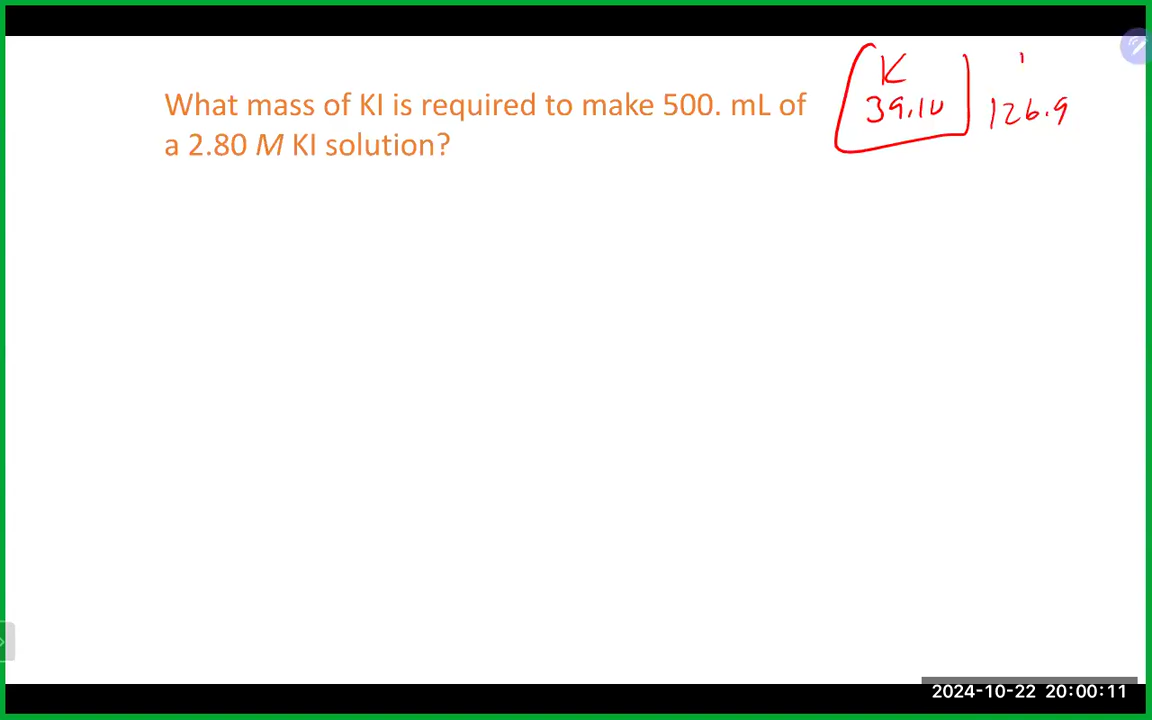 What mass of KI is required to make 500. mL of
a 2.80 M KI solution?
K
39.10
126.9
2024-10-22 20:00:11